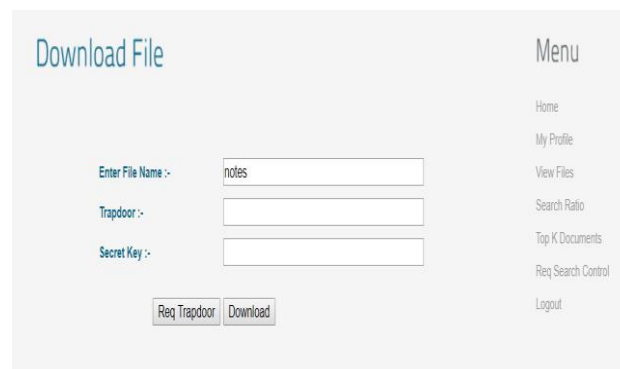 Download File
Enter File Name :-
notes
Trapdoor :-
Secret Key :-
Req Trapdoor
Download
Menu
Home
My Profile
View Files
Search Ratio
Top K Documents
Req Search Control
Logout